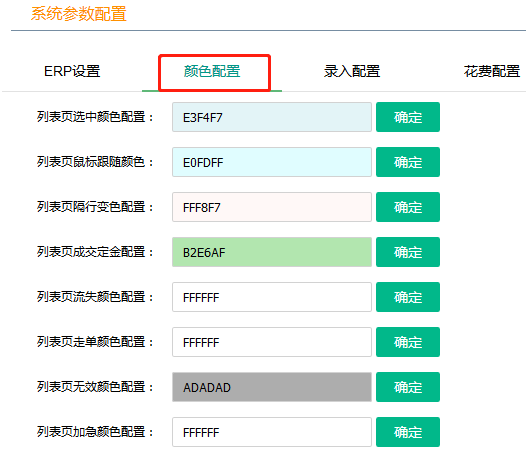 系统参数配置
ERP设置 颜色配置 录入配置 花费配置
列表页选中颜色配置： E3F4F7 确定
列表页鼠标跟随颜色： E0FDFF 确定
列表页隔行变色配置： FFF8F7 确定
列表页成交定金配置： B2E6AF 确定
列表页流失颜色配置： FFFFFF 确定
列表页走单颜色配置： FFFFFF 确定
列表页无效颜色配置： ADADAD 确定
列表页加急颜色配置： FFFFFF 确定